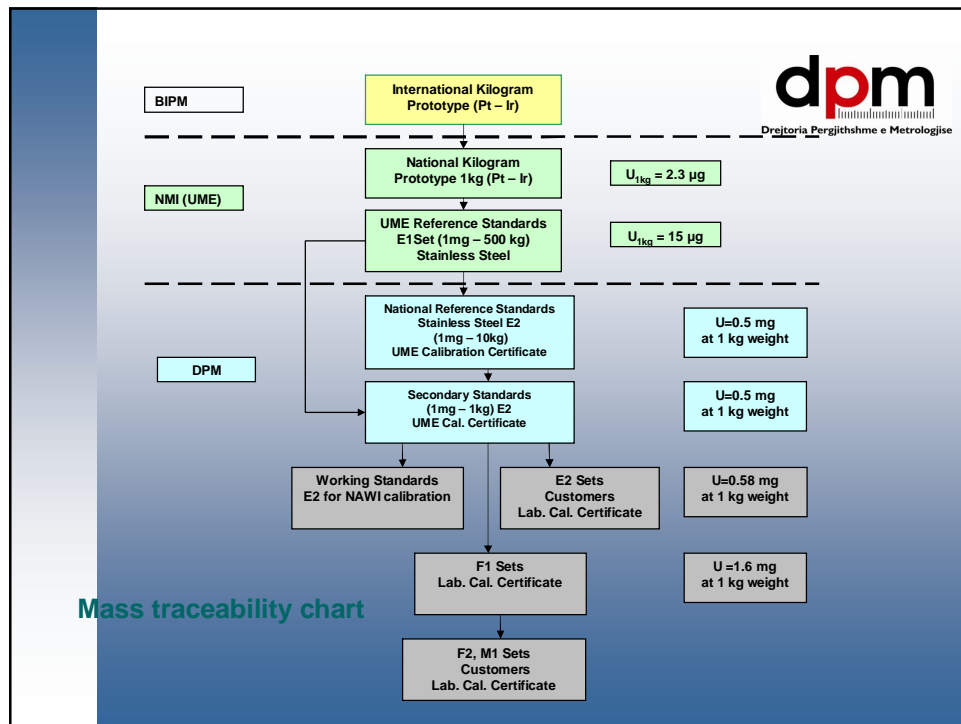 BIPM
International Kilogram
Prototype (Pt – Ir)
dpm
Drejtoria Pergjithshme e Metrologjise
NMI (UME)
National Kilogram
Prototype 1kg (Pt – Ir)
U1kg = 2.3 µg
UME Reference Standards
E1Set (1mg – 500 kg)
Stainless Steel
U1kg = 15 µg
DPM
National Reference Standards
Stainless Steel E2
(1mg – 10kg)
UME Calibration Certificate
U=0.5 mg
at 1 kg weight
Secondary Standards
(1mg – 1kg) E2
UME Cal. Certificate
U=0.5 mg
at 1 kg weight
Working Standards
E2 for NAWI calibration
E2 Sets
Customers
Lab. Cal. Certificate
U=0.58 mg
at 1 kg weight
F1 Sets
Lab. Cal. Certificate
U =1.6 mg
at 1 kg weight
Mass traceability chart
F2, M1 Sets
Customers
Lab. Cal. Certificate